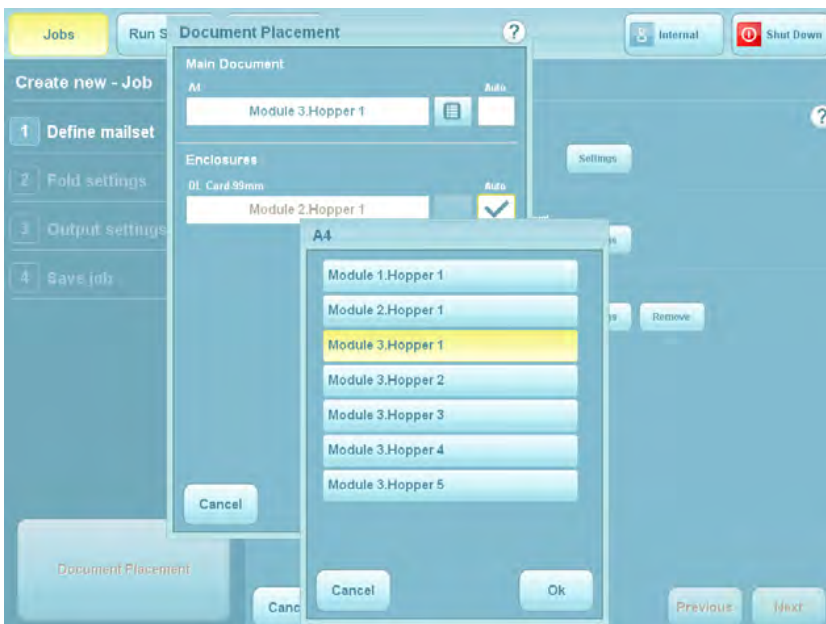 Jobs
Run S
Document Placement
?
Internal
Shut Down
Create new - Job
Main Document
A4
Auto
Module 3.Hopper 1
?
1 Define mailset
Enclosures
Settings
2 Fold settings
DL Card-99mm
Auto
Module 2.Hopper 1
3 Output settings
A4
4 Save job
Module 1.Hopper 1
Module 2.Hopper 1
Remove
Module 3.Hopper 1
Module 3.Hopper 2
Module 3.Hopper 3
Module 3.Hopper 4
Module 3.Hopper 5
Cancel
Document Placement
Cancel
Ok
Canc
Previous
Next